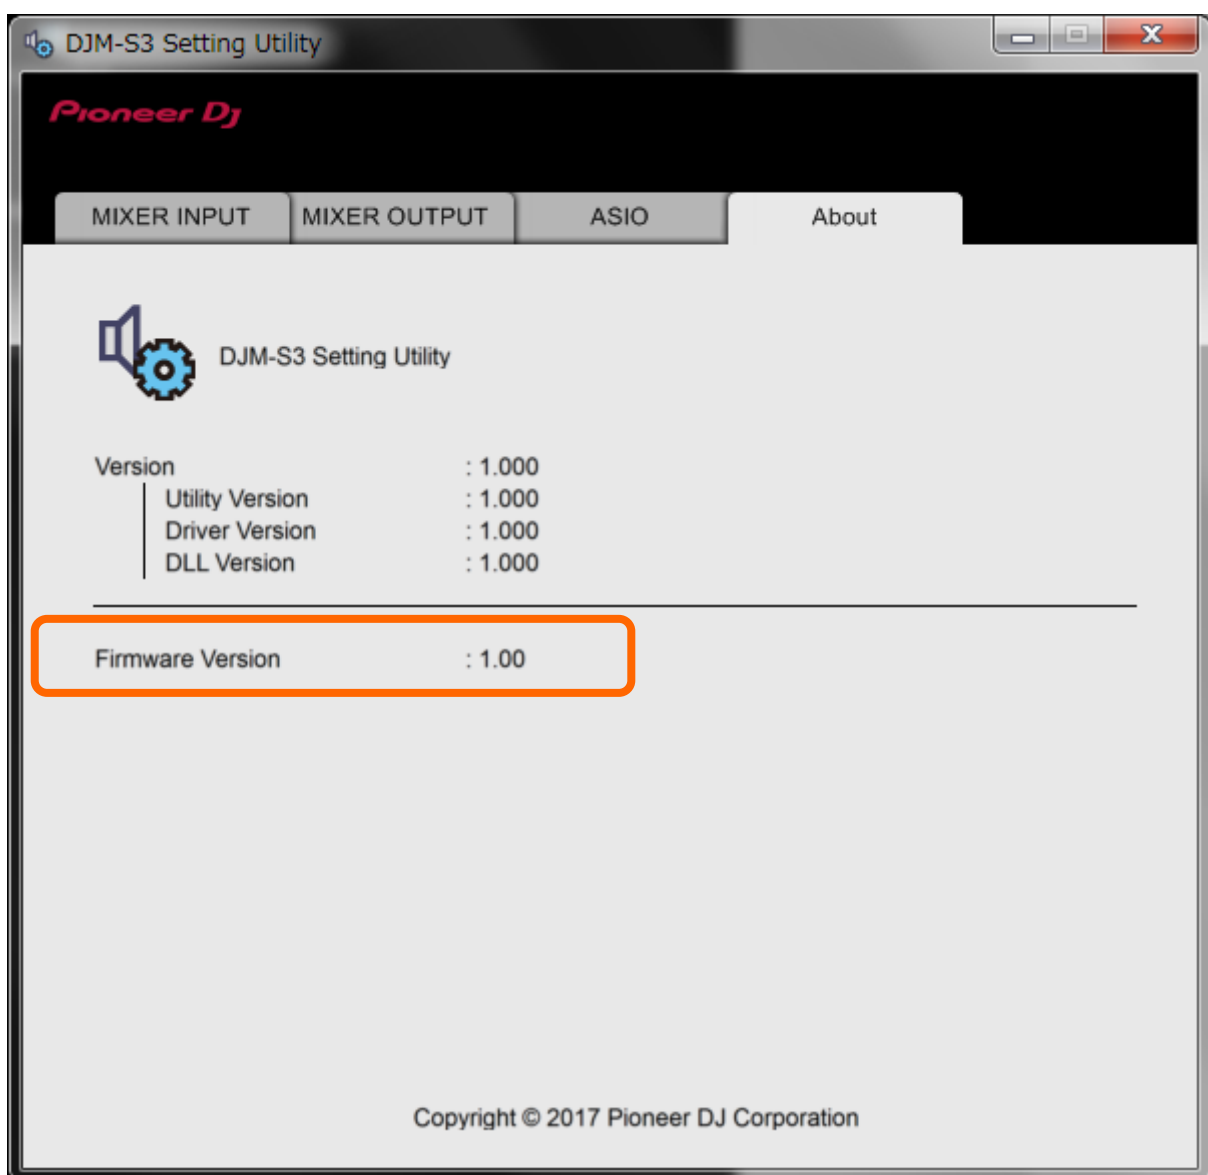 DJM-S3 Setting Utility
Pioneer Dj
MIXER INPUT MIXER OUTPUT ASIO About
DJM-S3 Setting Utility
Version : 1.000
Utility Version : 1.000
Driver Version : 1.000
DLL Version : 1.000
Firmware Version : 1.00
Copyright © 2017 Pioneer DJ Corporation